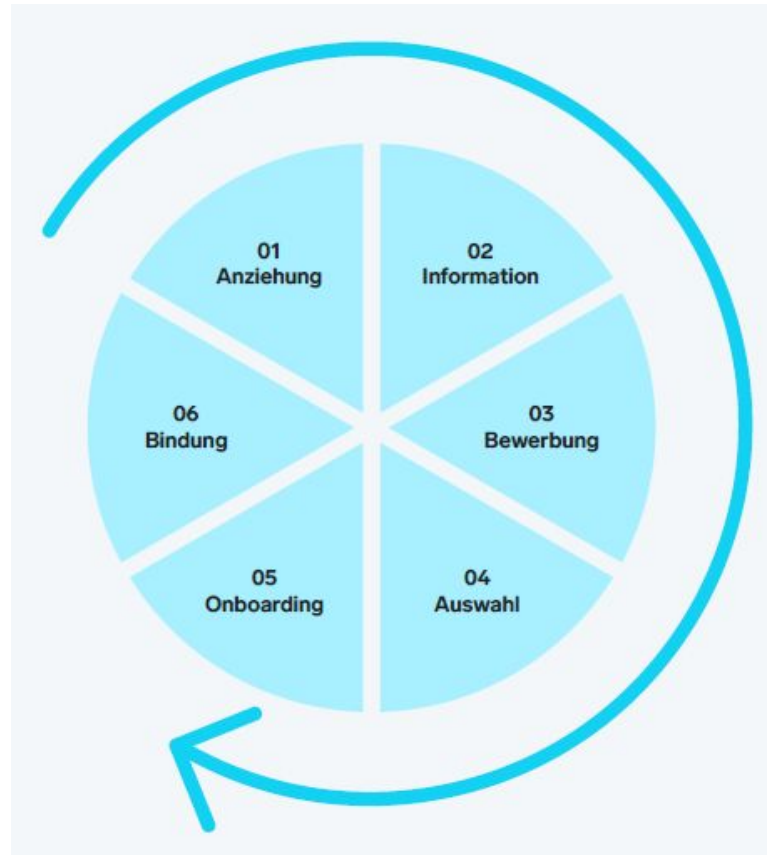 01
Anziehung
02
Information
03
Bewerbung
04
Auswahl
05
Onboarding
06
Bindung